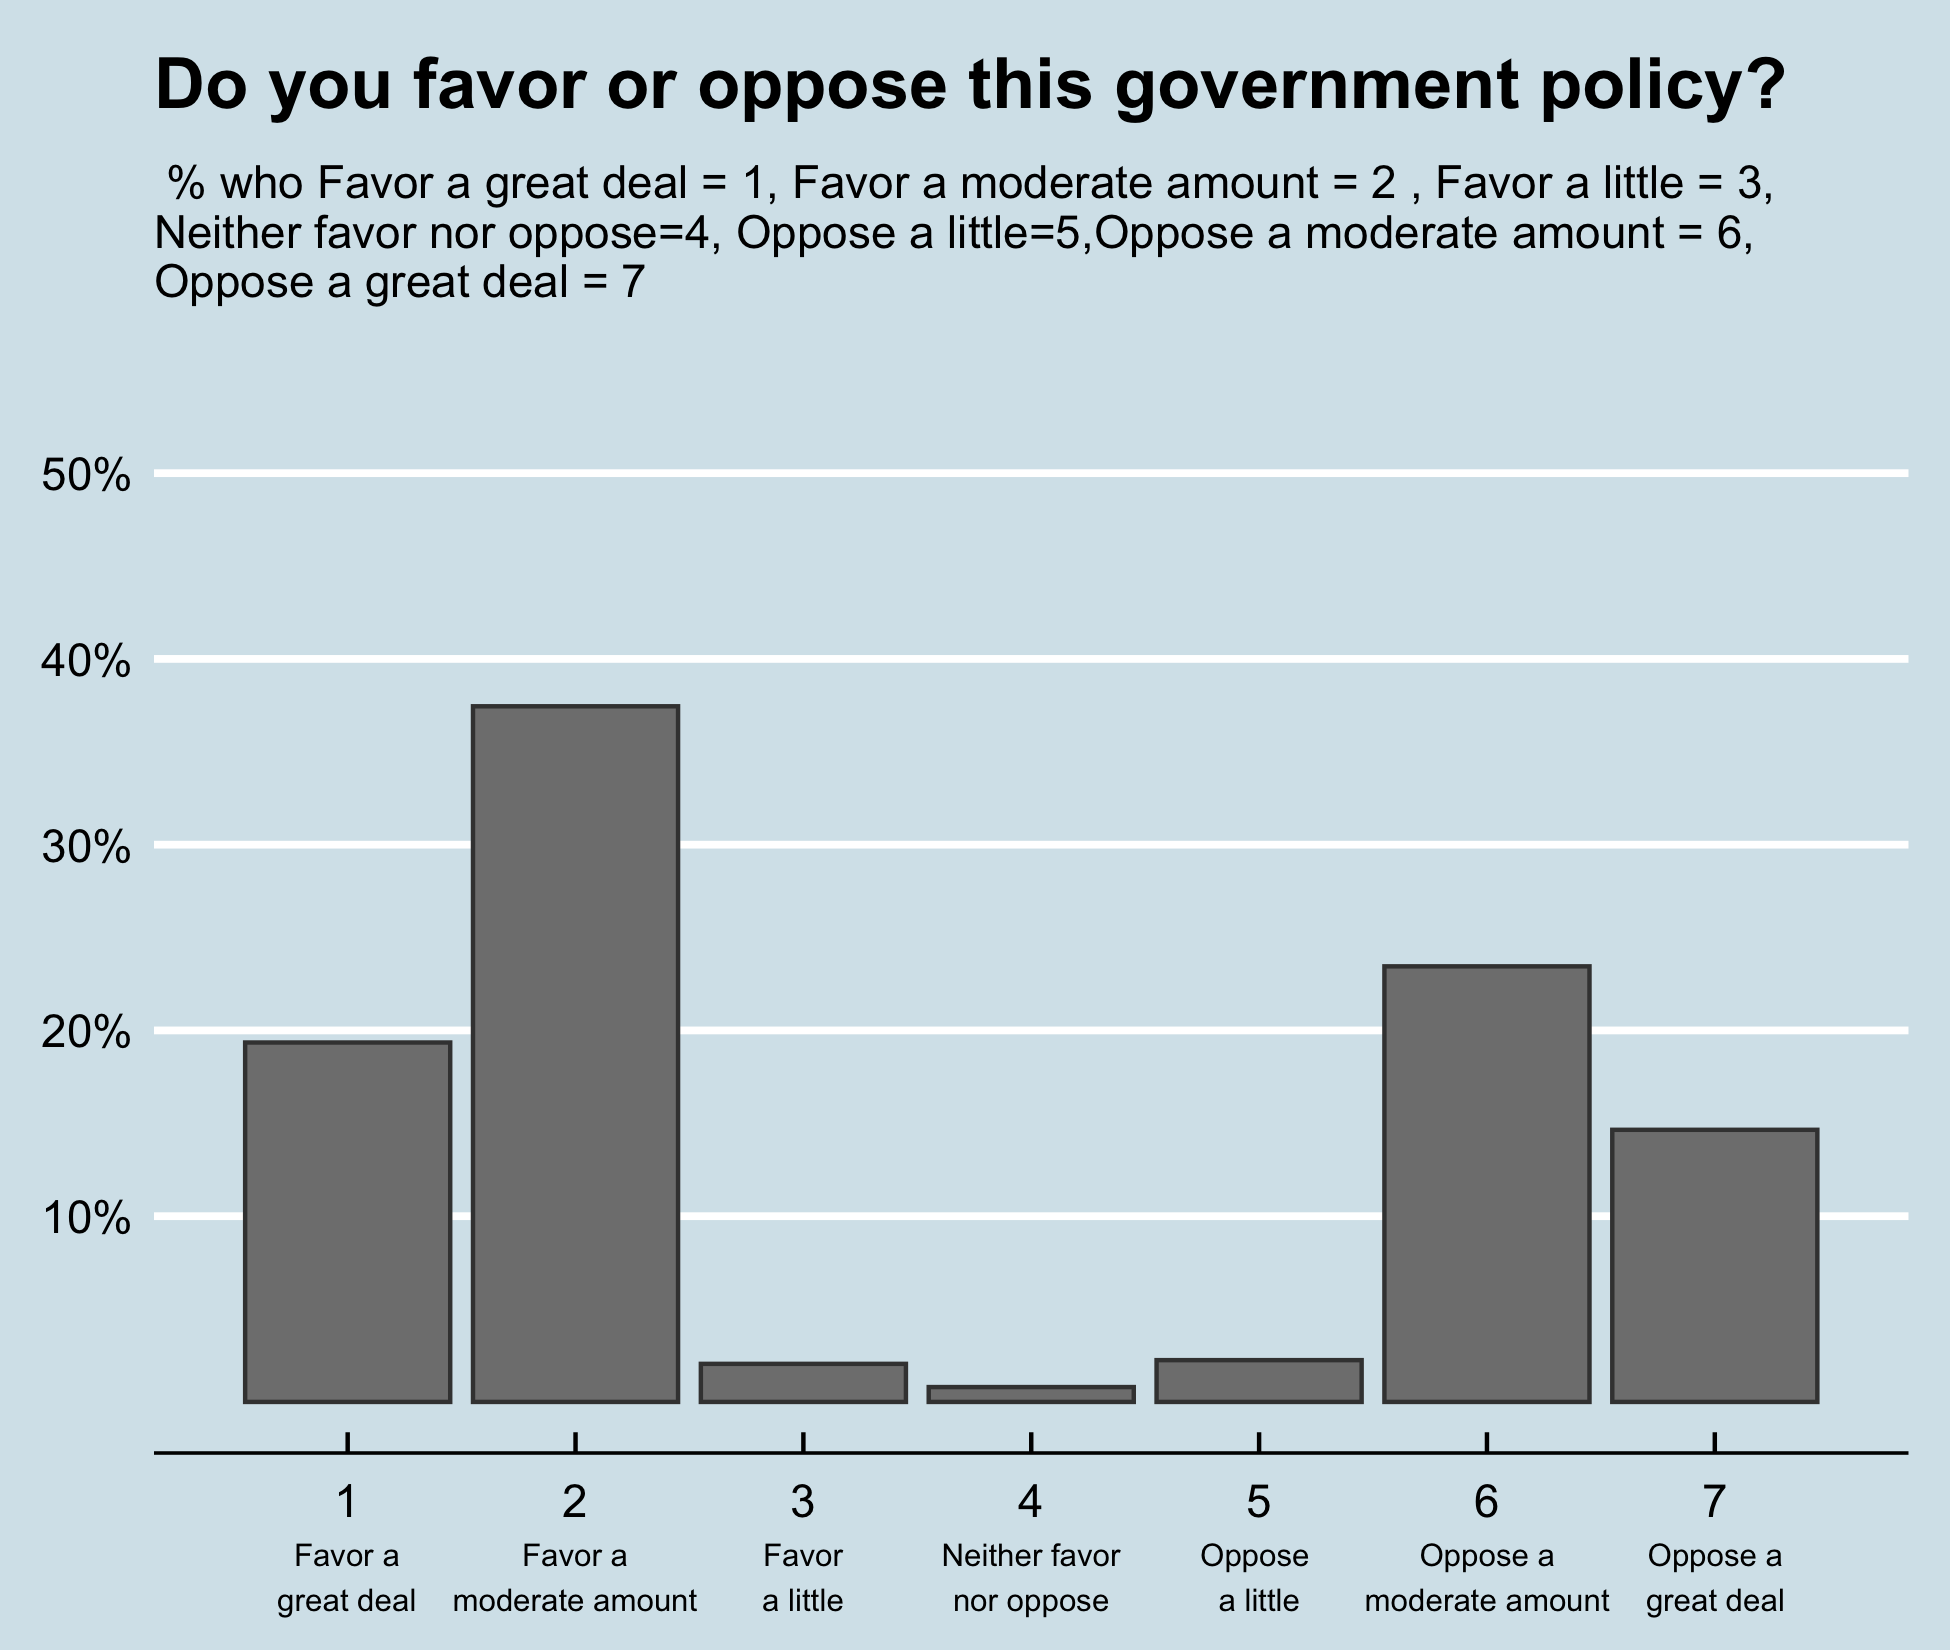 Do you favor or oppose this government policy?
% who Favor a great deal = 1, Favor a moderate amount = 2 , Favor a little = 3,
Neither favor nor oppose=4, Oppose a little=5,Oppose a moderate amount = 6,
Oppose a great deal = 7
50%
40%
30%
20%
10%
1 2 3 4 5 6 7
Favor a Favor a Favor Neither favor Oppose Oppose a Oppose a
great deal moderate amount a little nor oppose a little moderate amount great deal